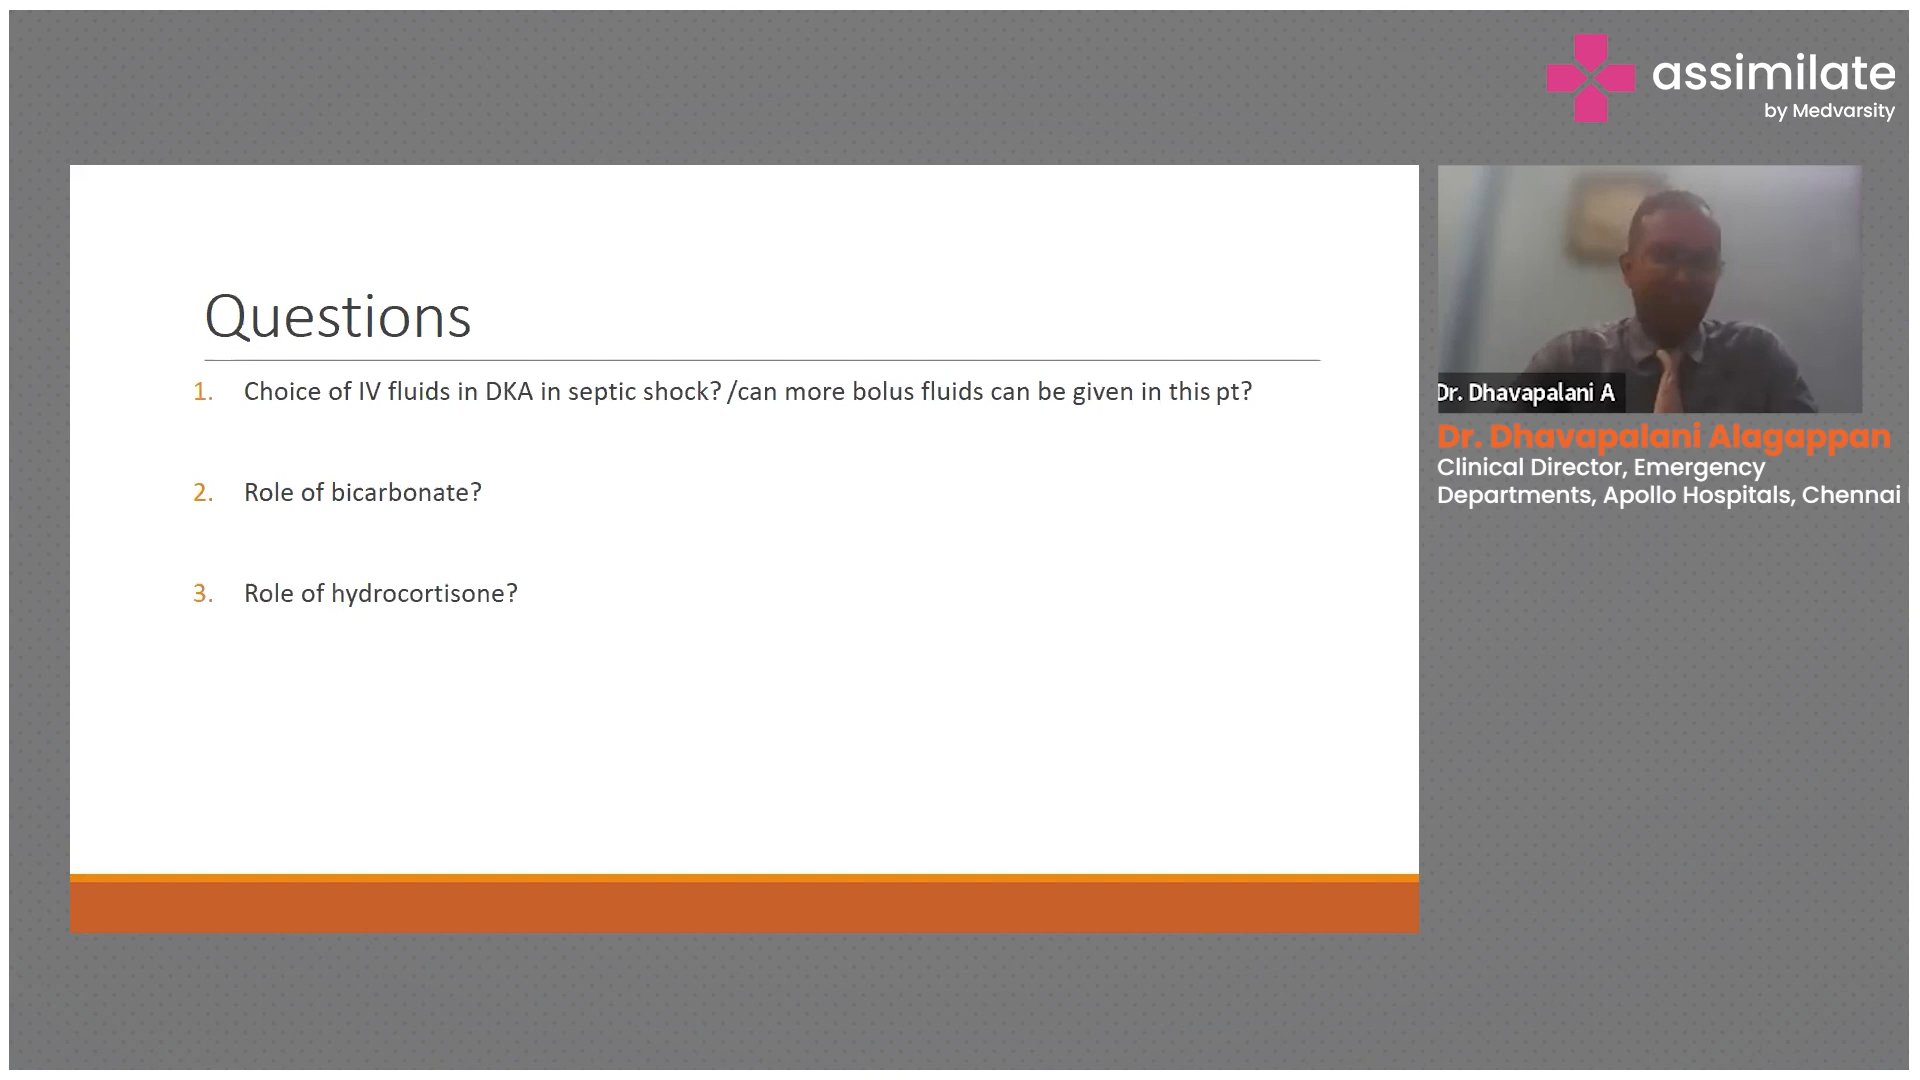 assimilate
by Medvarsity
Questions
1. Choice of IV fluids in DKA in septic shock? /can more bolus fluids can be given in this pt?
2. Role of bicarbonate?
3. Role of hydrocortisone?
Dr. Dhavapalani A
Dr. Dhavapalani Alagappan
Clinical Director, Emergency
Departments, Apollo Hospitals, Chennai